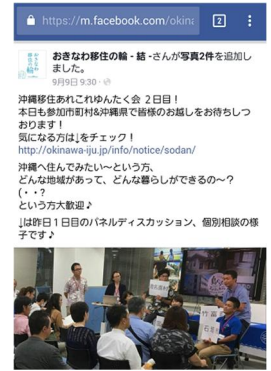 https://m.facebook.com/okina
2
おきなわ移住の輪 - 結 -さんが写真2件を追加しました。
9月9日 9:30
沖縄移住あれこれゆんたく会 2日目！
本日も参加市町村&沖縄県で皆様のお越しをお待ちしつおります！
気になる方は↓をチェック！
http://okinawa-iju.jp/info/notice/sodan/
沖縄へ住んでみたい〜という方、
どんな地域があって、どんな暮らしができるの〜？
(・・?
という方大歓迎♪
↓は昨日１日目のパネルディスカッション、個別相談の様子です♪